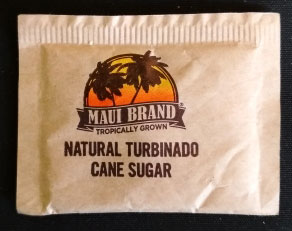 MAUI BRAND
TROPICALLY GROWN
NATURAL TURBINADO
CANE SUGAR